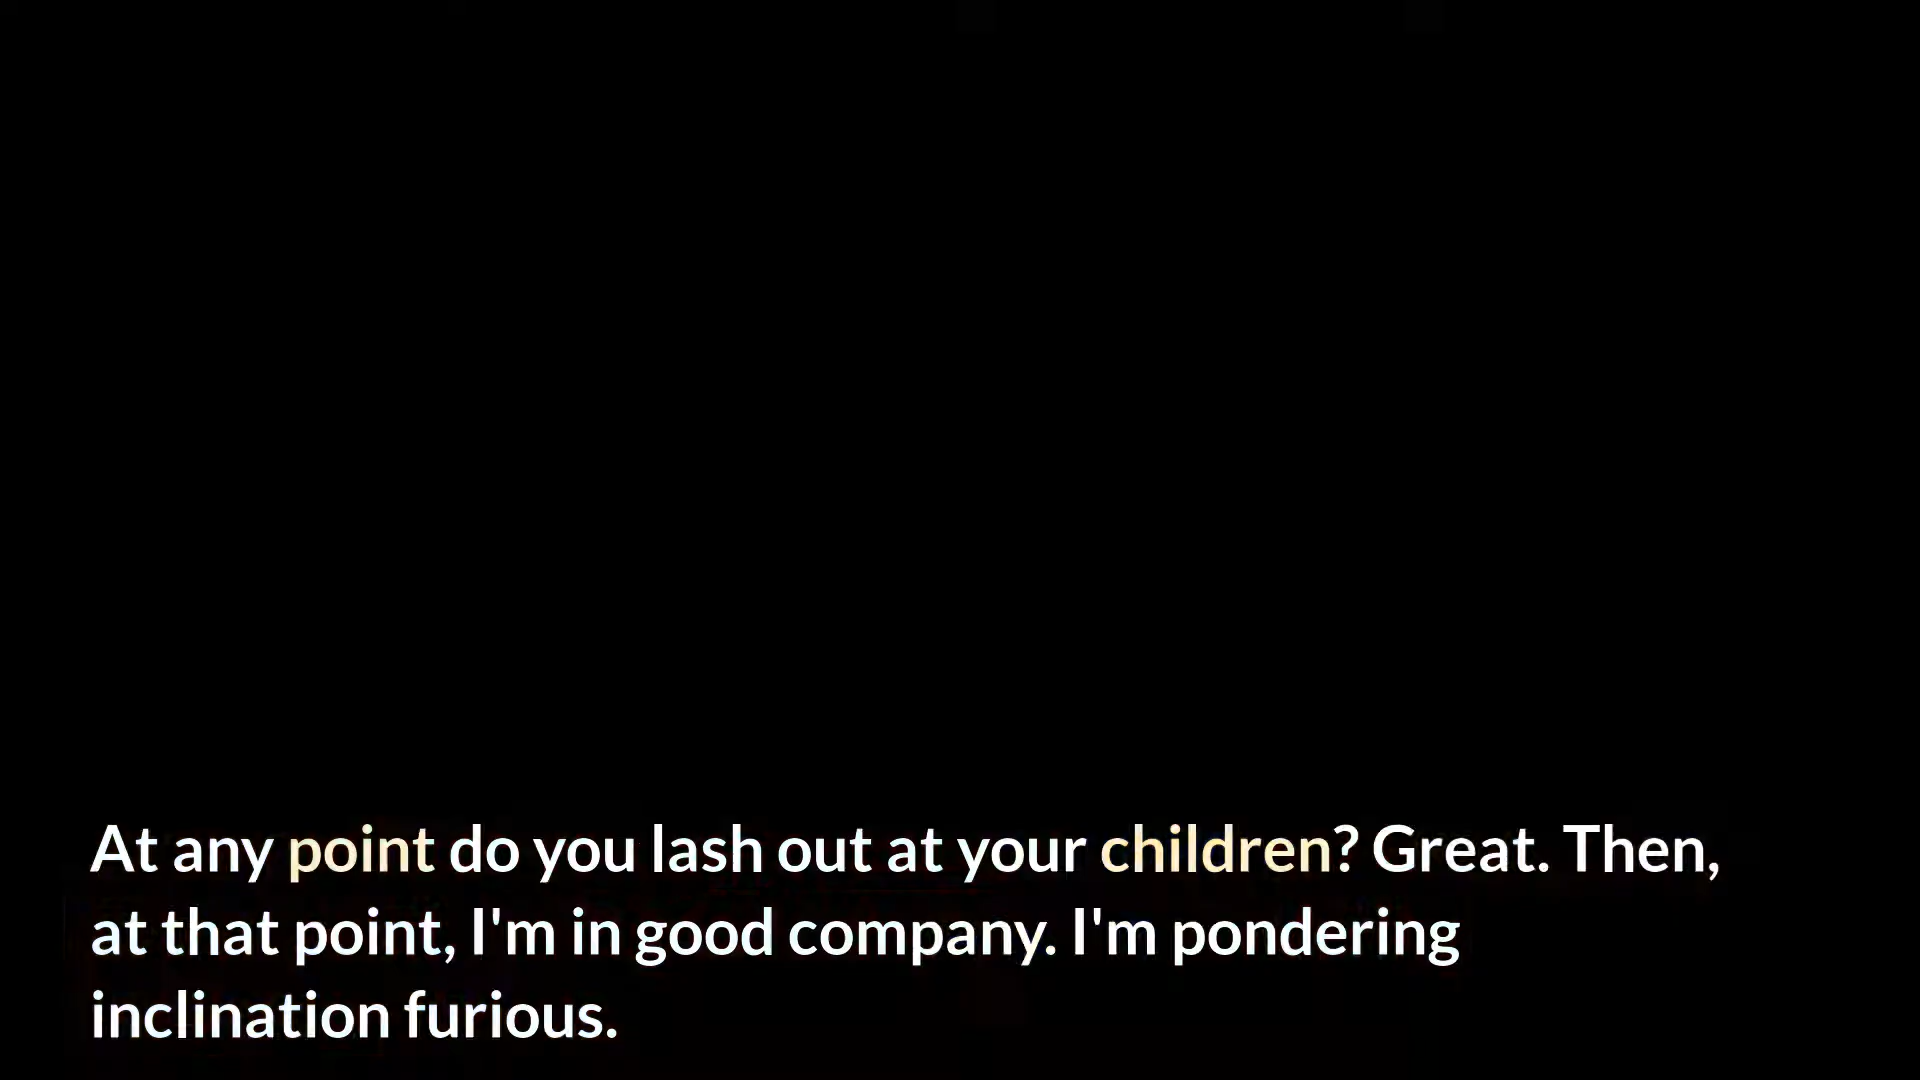 At any point do you lash out at your children? Great. Then,
at that point, I'm in good company. I'm pondering
inclination furious.